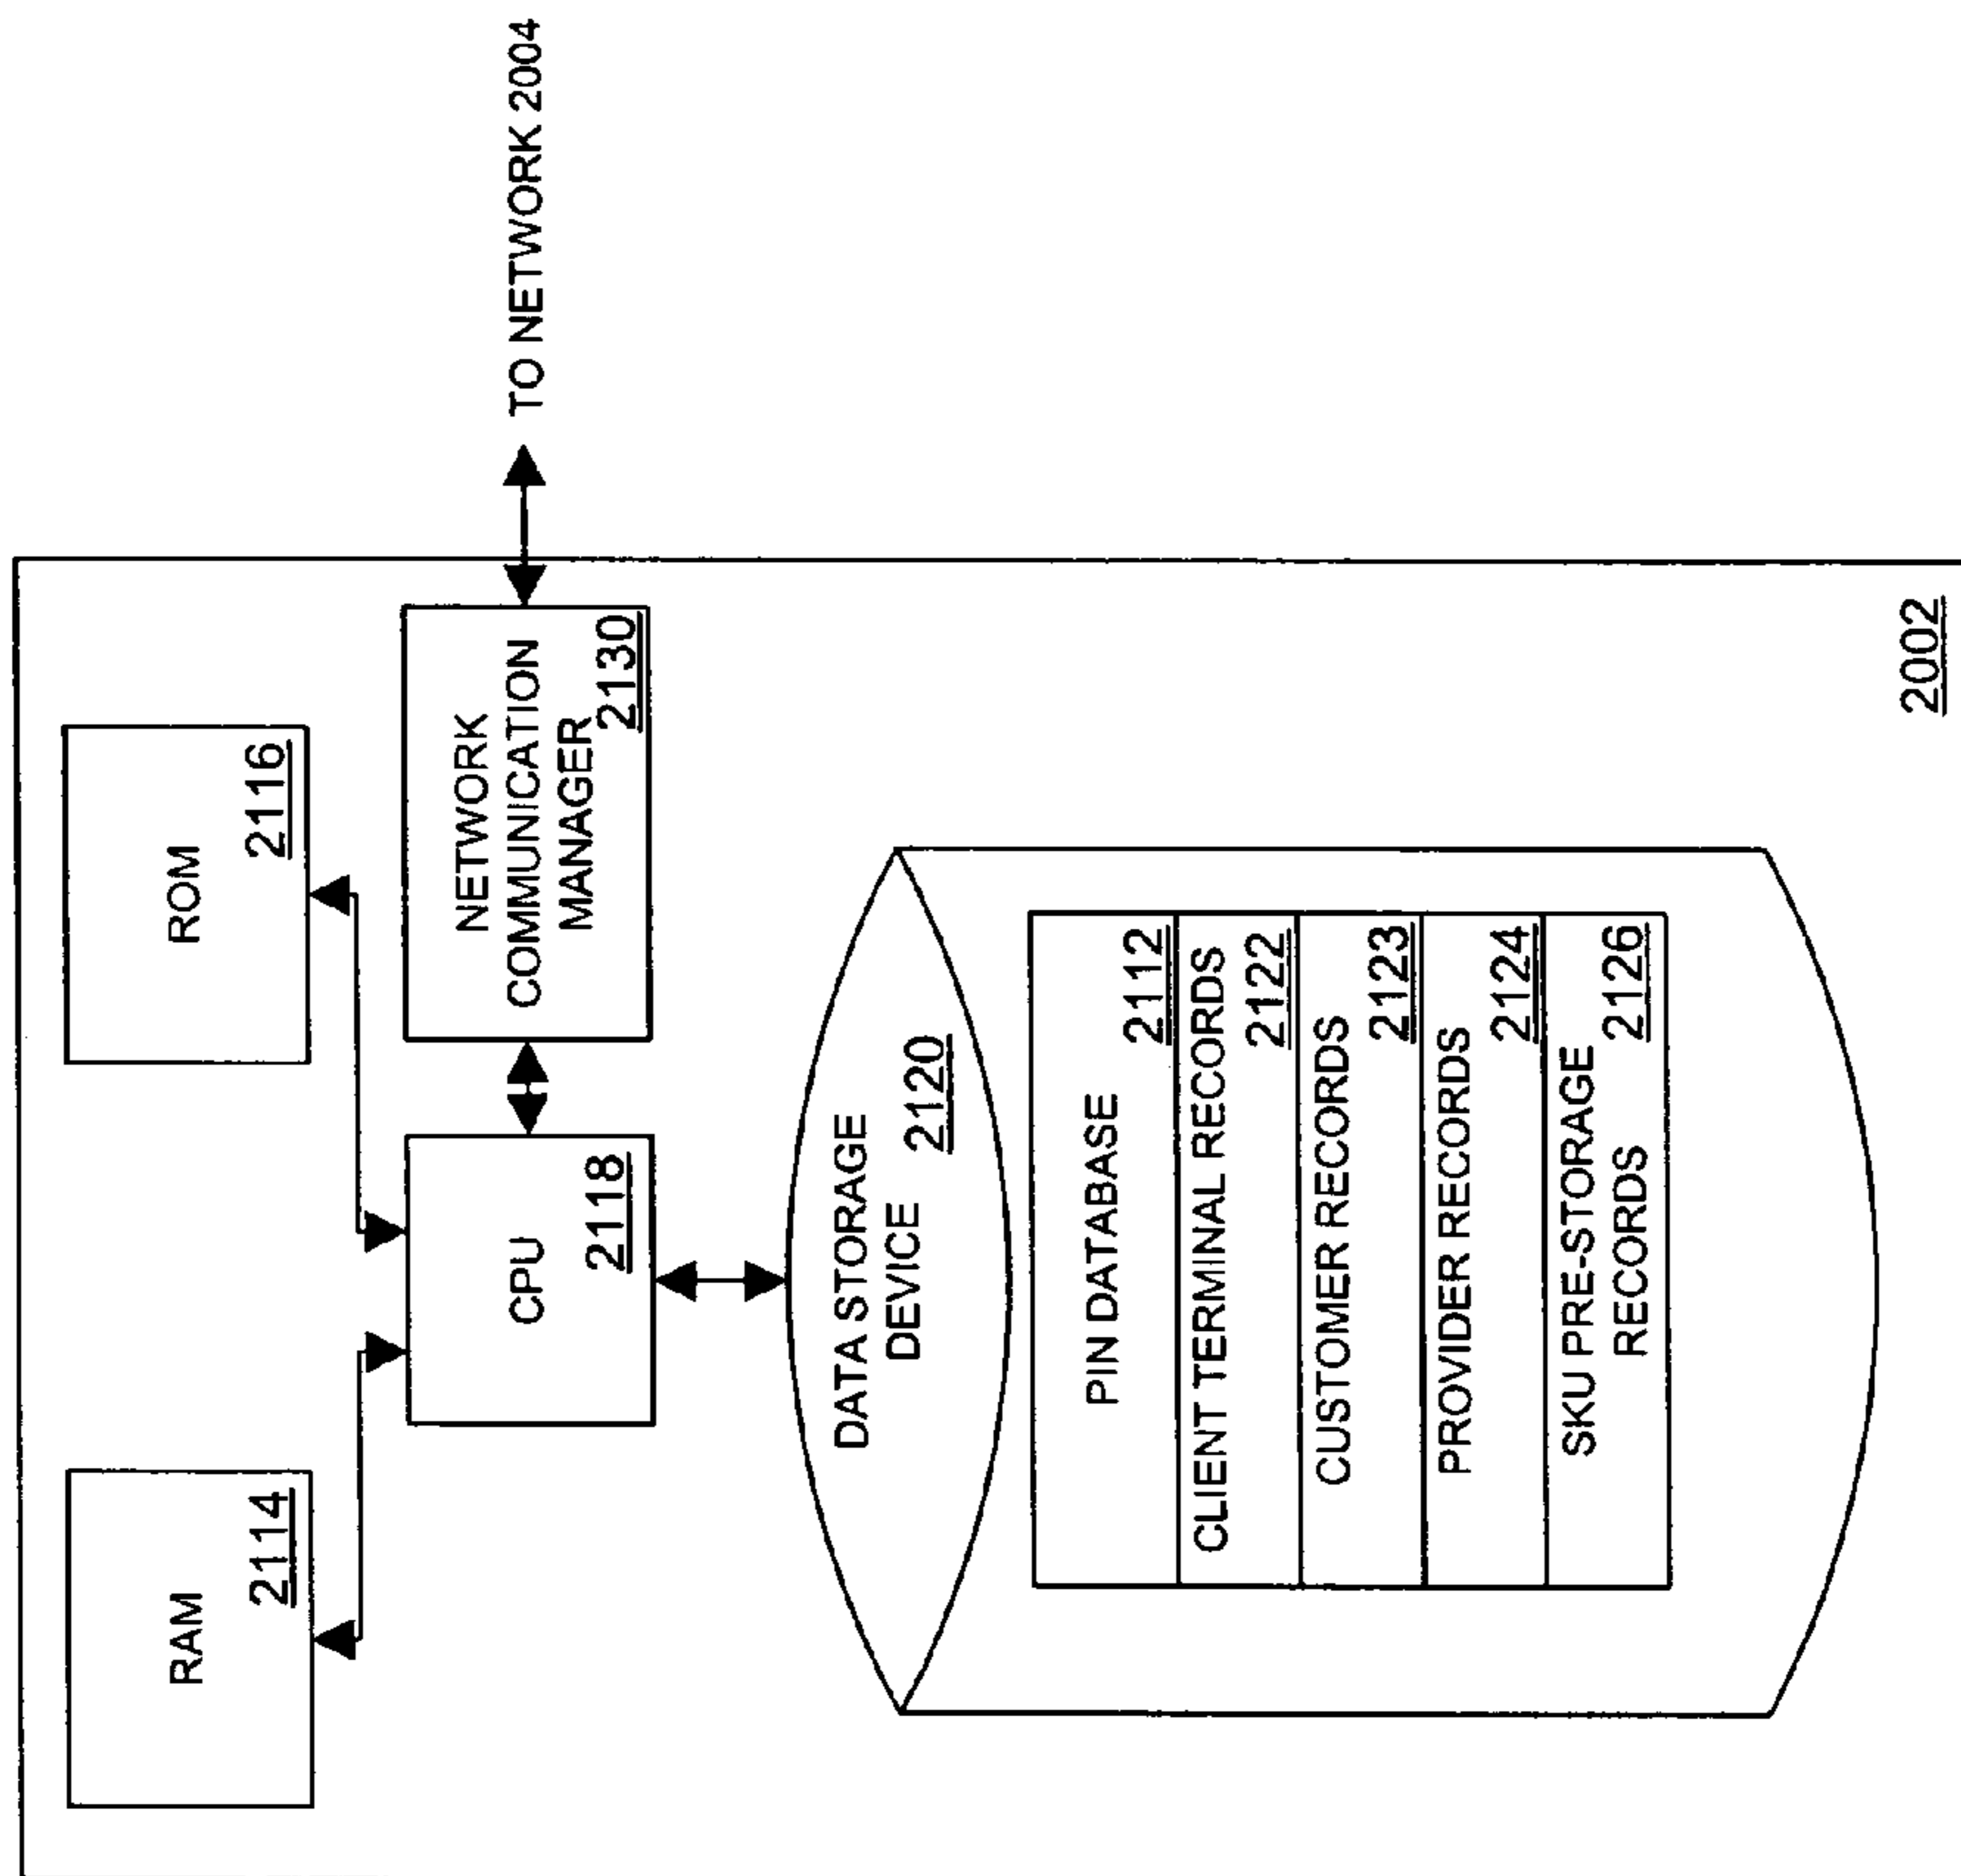 RAM
2114
ROM
2116
CPU
2118
NETWORK
COMMUNICATION
MANAGER
2130
TO NETWORK 2004
DATA STORAGE
DEVICE
2120
PIN DATABASE
2112
CLIENT TERMINAL RECORDS
2122
CUSTOMER RECORDS
2123
PROVIDER RECORDS
2124
SKU PRE-STORAGE
RECORDS
2126
2002